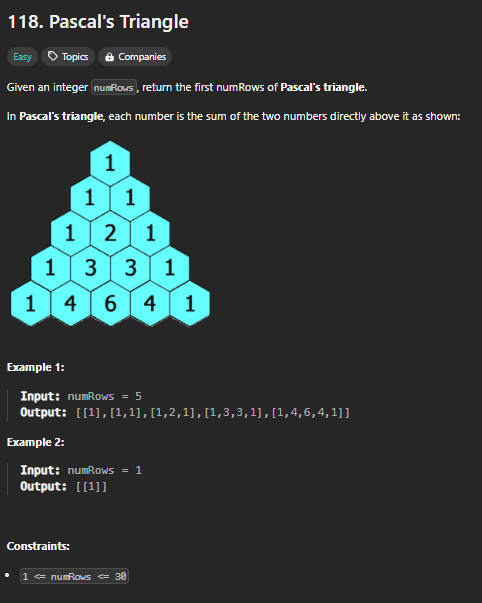 118. Pascal's Triangle
Easy Topics Companies
Given an integer numRows, return the first numRows of Pascal's triangle.
In Pascal's triangle, each number is the sum of the two numbers directly above it as shown:
1
1 1
1 2 1
1 3 3 1
1 4 6 4 1
Example 1:
Input: numRows = 5
Output: [[1],[1,1],[1,2,1],[1,3,3,1],[1,4,6,4,1]]
Example 2:
Input: numRows = 1
Output: [[1]]
Constraints:
1 <= numRows <= 30